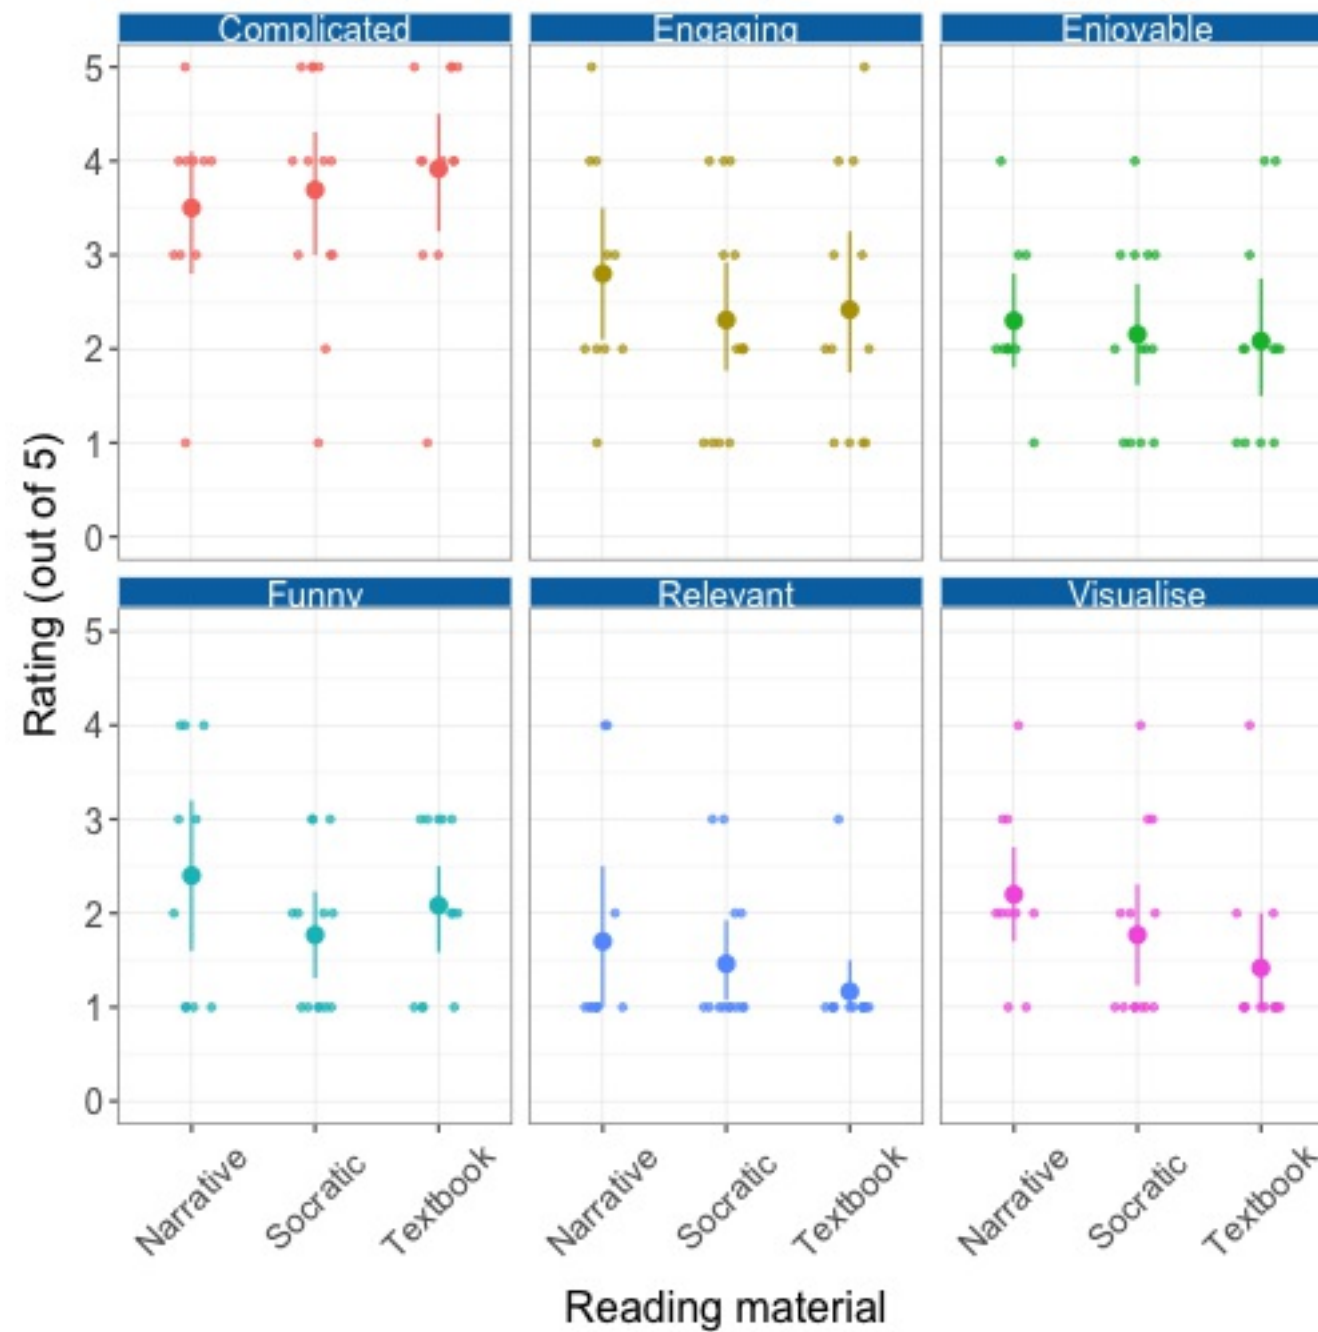 Complicated Engaging Enjoyable
5
4
3
2
1
0
Rating (out of 5)
Funny Relevant Visualise
5
4
3
2
1
0
Narrative Socratic Textbook Narrative Socratic Textbook Narrative Socratic Textbook
Reading material